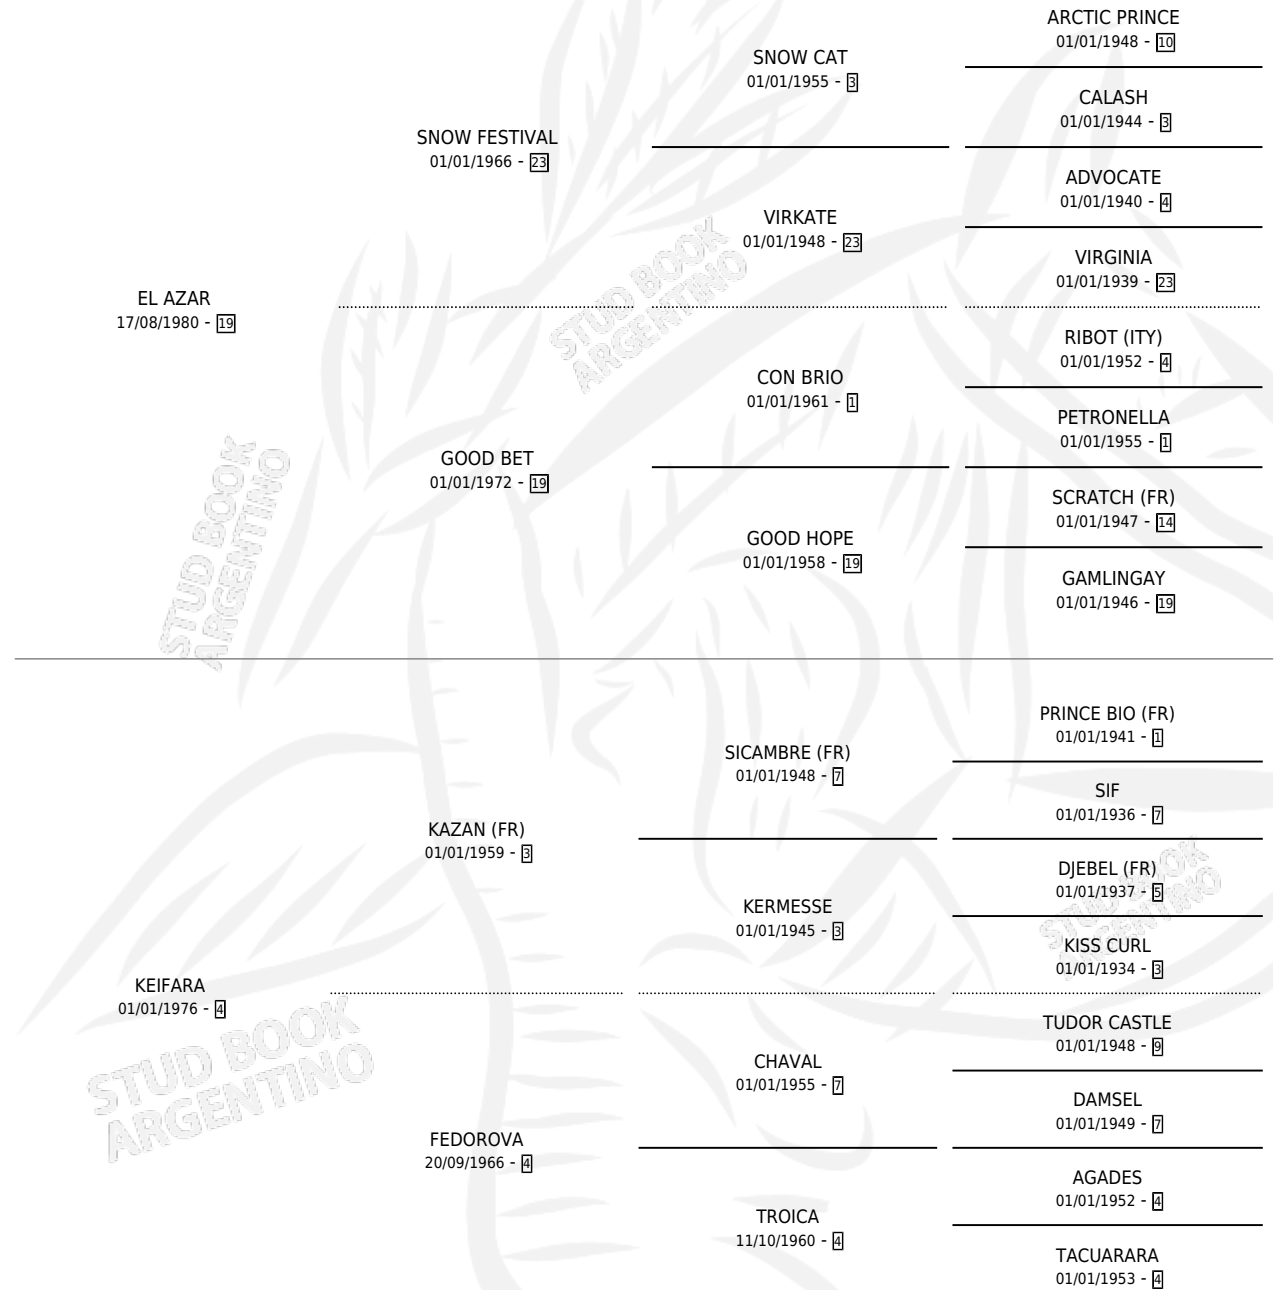 ARCTIC PRINCE
01/01/1948 - 10
SNOW CAT
01/01/1955 - 3
CALASH
01/01/1944 - 3
SNOW FESTIVAL
01/01/1966 - 23
ADVOCATE
01/01/1940 - 4
VIRKATE
01/01/1948 - 23
VIRGINIA
01/01/1939 - 23
STUD BOOK
ARGENTINO
EL AZAR
17/08/1980 - 19
RIBOT (ITY)
01/01/1952 - 4
CON BRIO
01/01/1961 - 1
PETRONELLA
01/01/1955 - 1
GOOD BET
01/01/1972 - 19
SCRATCH (FR)
01/01/1947 - 14
GOOD HOPE
01/01/1958 - 19
GAMLINGAY
01/01/1946 - 19
STUD BOOK
ARGENTINO
PRINCE BIO (FR)
01/01/1941 - 1
SICAMBRE (FR)
01/01/1948 - 7
SIF
01/01/1936 - 7
KAZAN (FR)
01/01/1959 - 3
DJEBEL (FR)
01/01/1937 - 5
KERMESSE
01/01/1945 - 3
KISS CURL
01/01/1934 - 3
STUD BOOK
ARGENTINO
KEIFARA
01/01/1976 - 4
TUDOR CASTLE
01/01/1948 - 9
CHAVAL
01/01/1955 - 7
DAMSEL
01/01/1949 - 7
STUD BOOK
ARGENTINO
FEDOROVA
20/09/1966 - 4
AGADES
01/01/1952 - 4
TROICA
11/10/1960 - 4
TACUARARA
01/01/1953 - 4